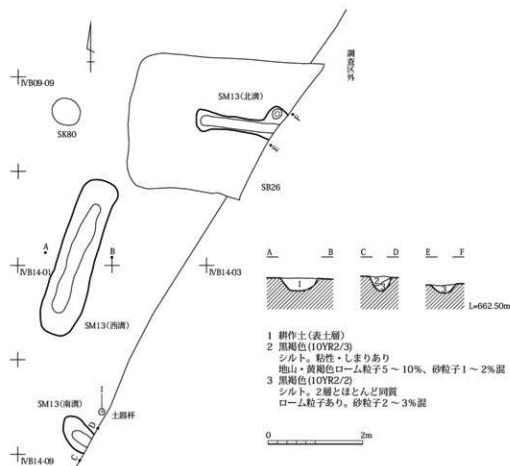 調査区外
IVB09-09
SM13(北溝)
SK80
F
E
SB26
A
B
IVB14-01
IVB14-03
SM13(西溝)
A B C D E F
1
2
3
3
L=662.50m
1 耕作土(表土層)
2 黒褐色(10YR2/3)
シルト。粘性・しまりあり
地山・黄褐色ローム粒子5~10%、砂粒子1~2%混
3 黒褐色(10YR2/2)
シルト。2層とほとんど同質
ローム粒子あり。砂粒子2~3%混
SM13(南溝)
1
土器杯
D
C
IVB14-09
0 2m